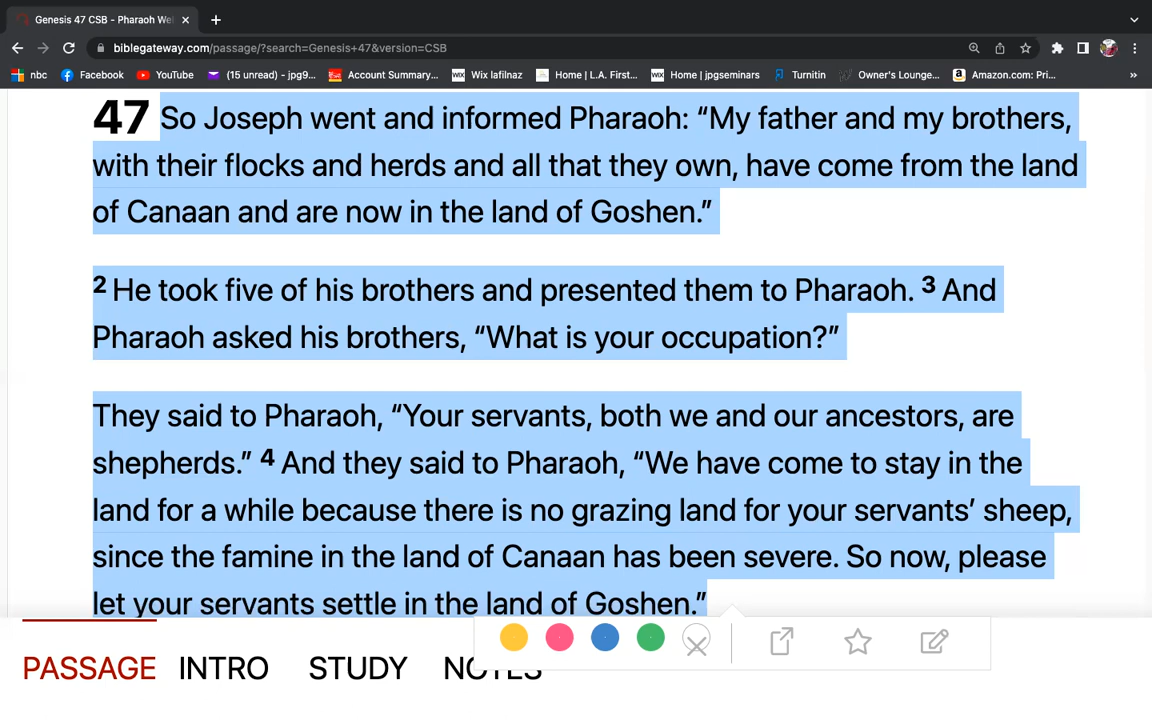 Genesis 47 CSB - Pharaoh We
biblegateway.com/passage/?search=Genesis+47&version=CSB
nbc Facebook YouTube (15 unread) - jpg9... Account Summary... Wix lafilnaz Home | L.A. First... Home | jpgseminars Turnitin Owner's Lounge... Amazon.com: Pri... »
47 So Joseph went and informed Pharaoh: “My father and my brothers,
with their flocks and herds and all that they own, have come from the land
of Canaan and are now in the land of Goshen.”
2 He took five of his brothers and presented them to Pharaoh. 3 And
Pharaoh asked his brothers, “What is your occupation?”
They said to Pharaoh, “Your servants, both we and our ancestors, are
shepherds.” 4 And they said to Pharaoh, “We have come to stay in the
land for a while because there is no grazing land for your servants’ sheep,
since the famine in the land of Canaan has been severe. So now, please
let your servants settle in the land of Goshen.”
PASSAGE INTRO STUDY NOTES